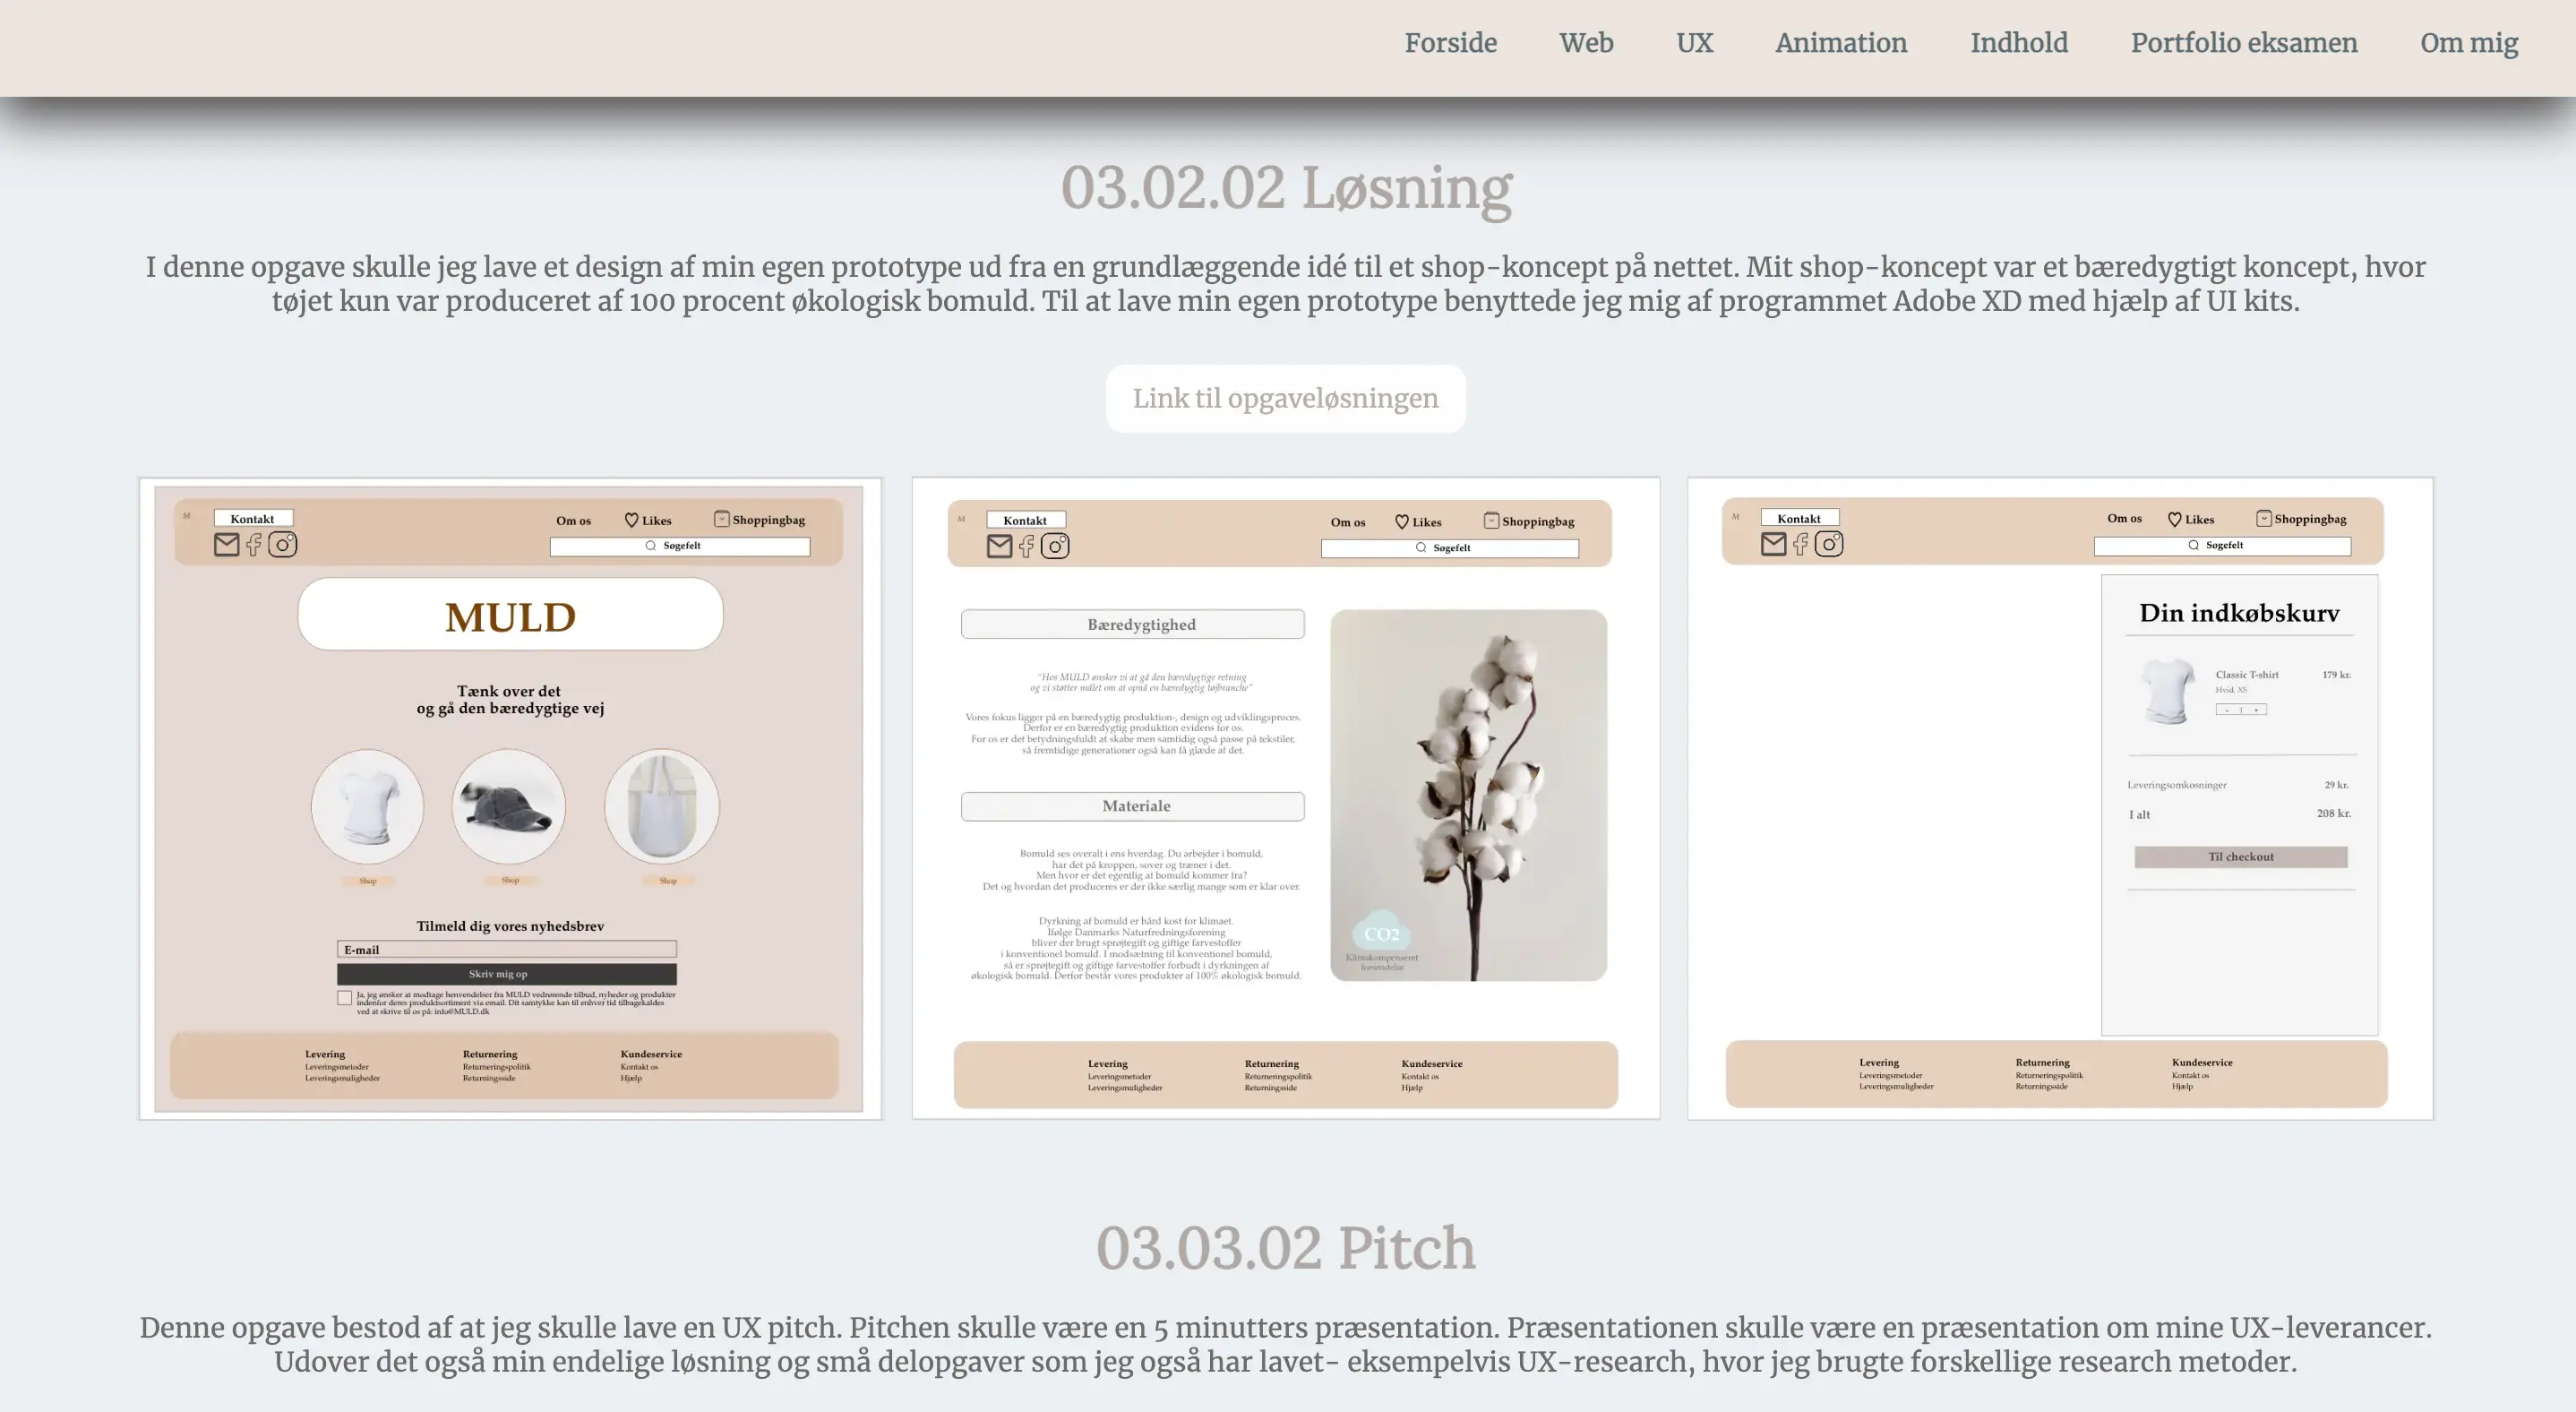 Forside Web UX Animation Indhold Portfolio eksamen Om mig
03.02.02 Løsning
I denne opgave skulle jeg lave et design af min egen prototype ud fra en grundlæggende idé til et shop-koncept på nettet. Mit shop-koncept var et bæredygtigt koncept, hvor
tøjet kun var produceret af 100 procent økologisk bomuld. Til at lave min egen prototype benyttede jeg mig af programmet Adobe XD med hjælp af UI kits.
Link til opgaveløsningen
M
Kontakt
Om os Likes Shoppingbag
Søgefelt
MULD
Tænk over det
og gå den bæredygtige vej
Shop Shop Shop
Tilmeld dig vores nyhedsbrev
E-mail
Skriv mig op
Ja, jeg ønsker at modtage henvendelser fra MULD vedrørende tilbud, nyheder og produkter
indenfor deres produktsortiment via email. Dit samtykke kan til enhver tid tilbagekaldes
ved at skrive til os på: info@MULD.dk
Levering Returnering Kundeservice
Leveringsmetoder Returneringspolitik Kontakt os
Leveringsmuligheder Returningsside Hjælp
M
Kontakt
Om os Likes Shoppingbag
Søgefelt
Bæredygtighed
"Hos MULD ønsker vi at gå den bæredygtige retning
og vi støtter målet om at opnå en bæredygtig tøjbranche"
Vores fokus ligger på en bæredygtig produktion-, design og udviklingsproces.
Derfor er en bæredygtig produktion evidens for os.
For os er det betydningsfuldt at skabe men samtidig også passe på tekstiler,
så fremtidige generationer også kan få glæde af det.
Materiale
Bomuld ses overalt i ens hverdag. Du arbejder i bomuld,
har det på kroppen, sover og træner i det.
Men hvor er det egentlig at bomuld kommer fra?
Det og hvordan det produceres er der ikke særlig mange som er klar over.
Dyrkning af bomuld er hård kost for klimaet.
Ifølge Danmarks Naturfredningsforening
bliver der brugt sprøjtegift og giftige farvestoffer
i konventionel bomuld. I modsætning til konventionel bomuld,
så er sprøjtegift og giftige farvestoffer forbudt i dyrkningen af
økologisk bomuld. Derfor består vores produkter af 100% økologisk bomuld.
CO2
Klimakompenseret
forsendelse
Levering Returnering Kundeservice
Leveringsmetoder Returneringspolitik Kontakt os
Leveringsmuligheder Returningsside Hjælp
M
Kontakt
Om os Likes Shoppingbag
Søgefelt
Din indkøbskurv
Classic T-shirt 179 kr.
Hvid, XS
- 1 +
Leveringsomkosninger 29 kr.
I alt 208 kr.
Til checkout
Levering Returnering Kundeservice
Leveringsmetoder Returneringspolitik Kontakt os
Leveringsmuligheder Returningsside Hjælp
03.03.02 Pitch
Denne opgave bestod af at jeg skulle lave en UX pitch. Pitchen skulle være en 5 minutters præsentation. Præsentationen skulle være en præsentation om mine UX-leverancer.
Udover det også min endelige løsning og små delopgaver som jeg også har lavet- eksempelvis UX-research, hvor jeg brugte forskellige research metoder.